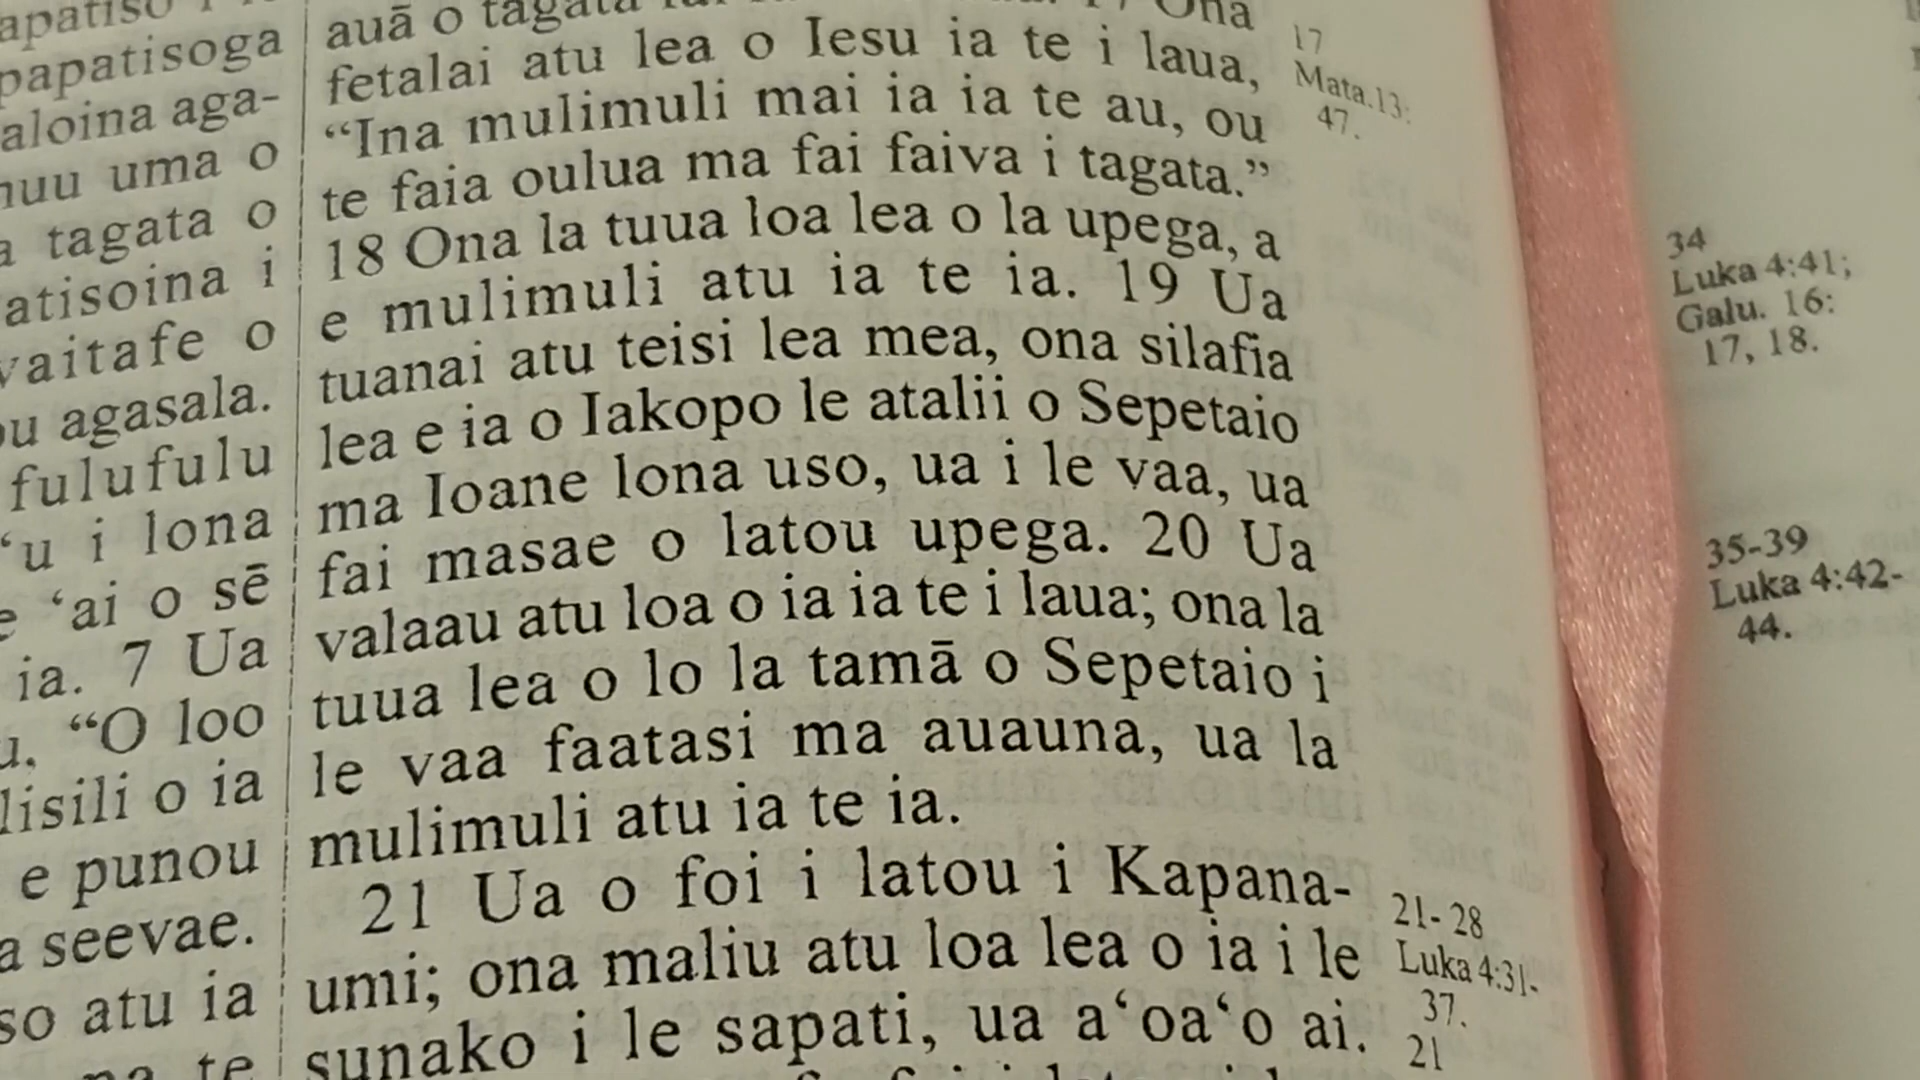 papatisoga
aloina aga-
uma o
tagata o
i
o
agasala.
fulufulu
‘u i lona
‘ai o sē
ia. 7 Ua
“O loo
o ia
e punou
seevae.
atu ia
te
auā o tagata
fetalai atu lea o Iesu ia te i laua,
“Ina mulimuli mai ia ia te au, ou
te faia oulua ma fai faiva i tagata.”
18 Ona la tuua loa lea o la upega, a
e mulimuli atu ia te ia. 19 Ua
tuanai atu teisi lea mea, ona silafia
lea e ia o Iakopo le atalii o Sepetaio
ma Ioane lona uso, ua i le vaa, ua
fai masae o latou upega. 20 Ua
valaau atu loa o ia ia te i laua; ona la
tuua lea o lo la tamā o Sepetaio i
le vaa faatasi ma auauna, ua la
mulimuli atu ia te ia.
21 Ua o foi i latou i Kapana-
umi; ona maliu atu loa lea o ia i le
sunako i le sapati, ua a‘oa‘o ai.
17
Mata.13:
47.
21-28
Luka 4:31-
37.
21
34
Luka 4:41;
Galu. 16:
17, 18.
35-39
Luka 4:42-
44.